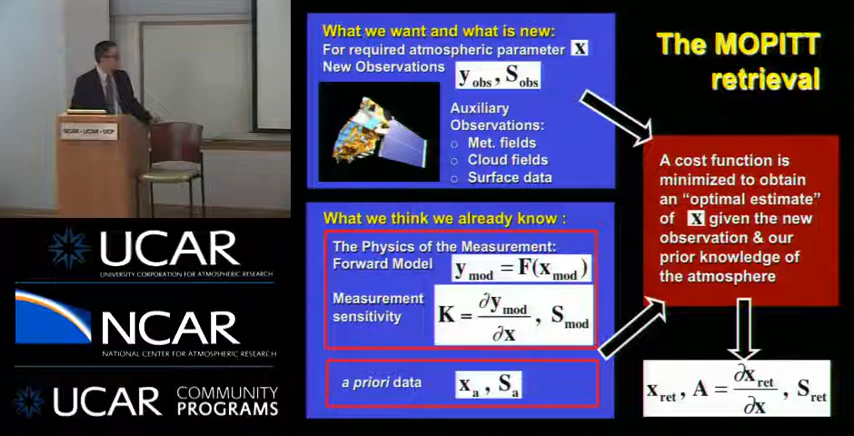 The MOPITT
retrieval
What we want and what is new:
For required atmospheric parameter x
New Observations y_obs , S_obs
Auxiliary
Observations:
○ Met. fields
○ Cloud fields
○ Surface data
What we think we already know :
The Physics of the Measurement:
Forward Model y_mod = F(x_mod)
Measurement
sensitivity K = ∂y_mod / ∂x , S_mod
a priori data x_a , S_a
A cost function is
minimized to obtain
an “optimal estimate”
of x given the new
observation & our
prior knowledge of
the atmosphere
x_ret , A = ∂x_ret / ∂x , S_ret
UCAR · UCAR · UCP
UCAR
UNIVERSITY CORPORATION FOR ATMOSPHERIC RESEARCH
NCAR
NATIONAL CENTER FOR ATMOSPHERIC RESEARCH
UCAR COMMUNITY
PROGRAMS